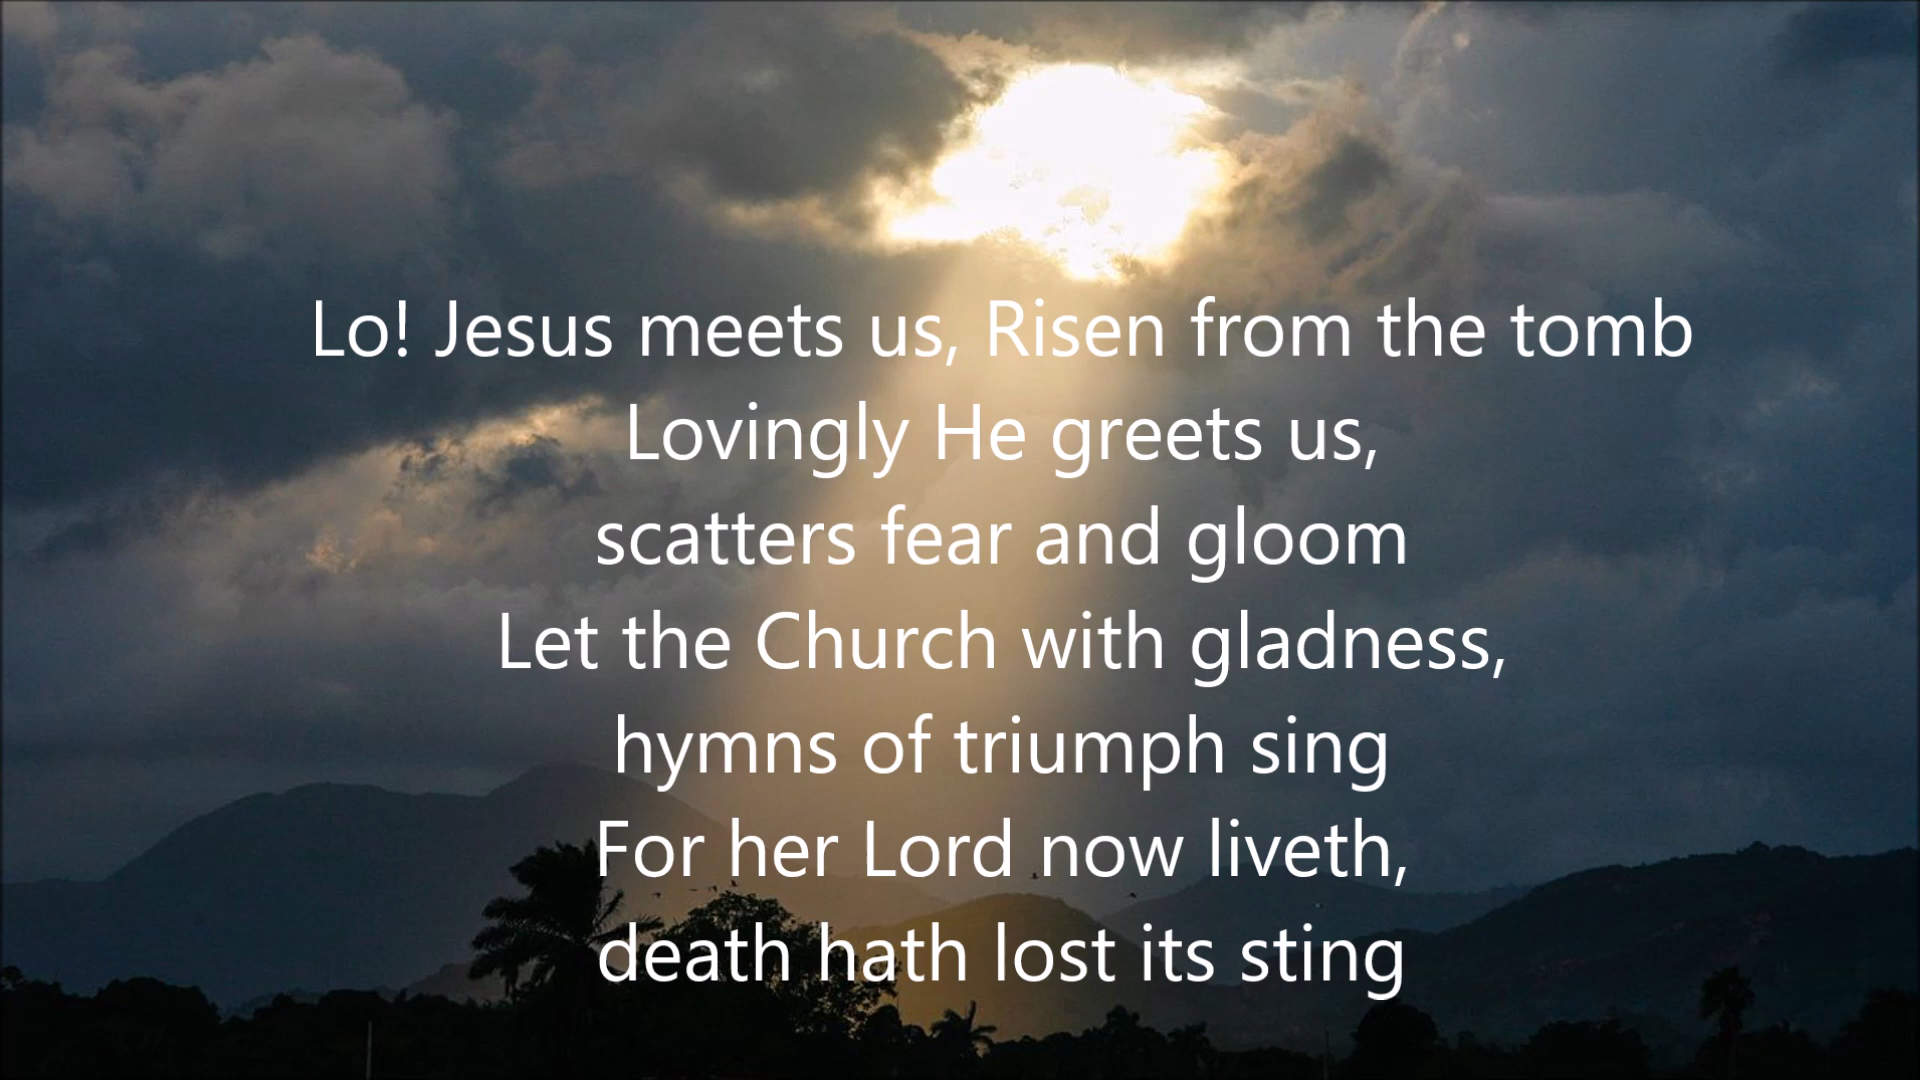 Lo! Jesus meets us, Risen from the tomb
Lovingly He greets us,
scatters fear and gloom
Let the Church with gladness,
hymns of triumph sing
For her Lord now liveth,
death hath lost its sting